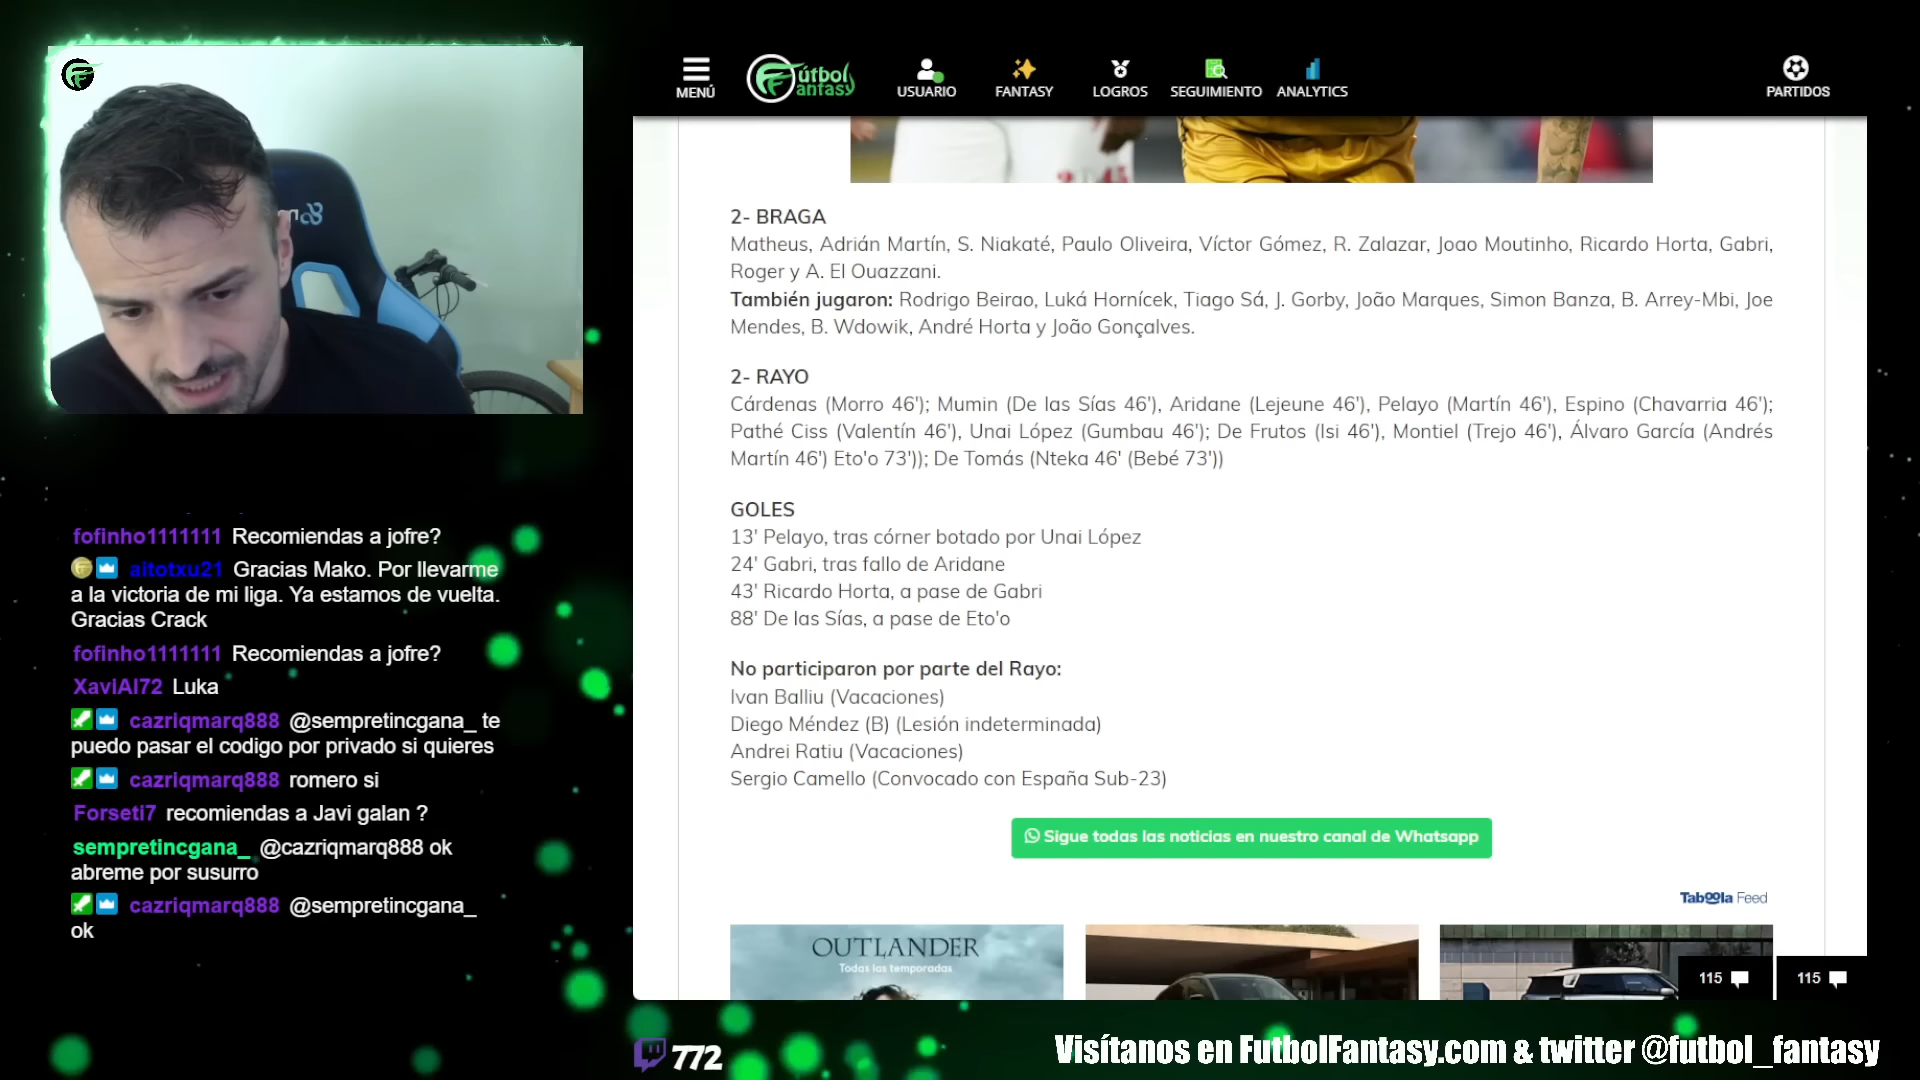 MENÚ
Fútbol
Fantasy
USUARIO
FANTASY
LOGROS
SEGUIMIENTO
ANALYTICS
PARTIDOS
2- BRAGA
Matheus, Adrián Martín, S. Niakaté, Paulo Oliveira, Víctor Gómez, R. Zalazar, Joao Moutinho, Ricardo Horta, Gabri,
Roger y A. El Ouazzani.
También jugaron: Rodrigo Beirao, Luká Hornícek, Tiago Sá, J. Gorby, João Marques, Simon Banza, B. Arrey-Mbi, Joe
Mendes, B. Wdowik, André Horta y João Gonçalves.
2- RAYO
Cárdenas (Morro 46'); Mumin (De las Sías 46'), Aridane (Lejeune 46'), Pelayo (Martín 46'), Espino (Chavarria 46');
Pathé Ciss (Valentín 46'), Unai López (Gumbau 46'); De Frutos (Isi 46'), Montiel (Trejo 46'), Álvaro García (Andrés
Martín 46') Eto'o 73')); De Tomás (Nteka 46' (Bebé 73'))
GOLES
13' Pelayo, tras córner botado por Unai López
24' Gabri, tras fallo de Aridane
43' Ricardo Horta, a pase de Gabri
88' De las Sías, a pase de Eto'o
No participaron por parte del Rayo:
Ivan Balliu (Vacaciones)
Diego Méndez (B) (Lesión indeterminada)
Andrei Ratiu (Vacaciones)
Sergio Camello (Convocado con España Sub-23)
Sigue todas las noticias en nuestro canal de Whatsapp
Taboola Feed
OUTLANDER
Todas las temporadas
115
115
fofinho1111111 Recomiendas a jofre?
aitotxu21 Gracias Mako. Por llevarme
a la victoria de mi liga. Ya estamos de vuelta.
Gracias Crack
fofinho1111111 Recomiendas a jofre?
XaviAl72 Luka
cazriqmarq888 @sempretincgana_ te
puedo pasar el codigo por privado si quieres
cazriqmarq888 romero si
Forseti7 recomiendas a Javi galan ?
sempretincgana_ @cazriqmarq888 ok
abreme por susurro
cazriqmarq888 @sempretincgana_
ok
772
Visítanos en FutbolFantasy.com & twitter @futbol_fantasy